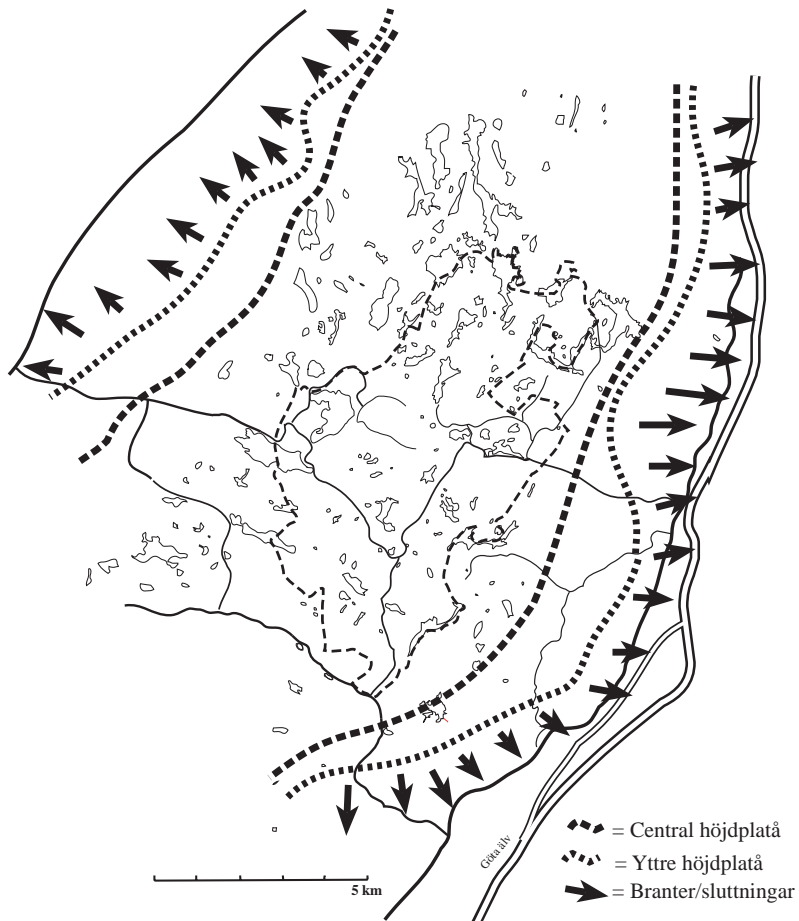 Göta älv
= Central höjdplatå
= Yttre höjdplatå
= Branter/sluttningar
5 km